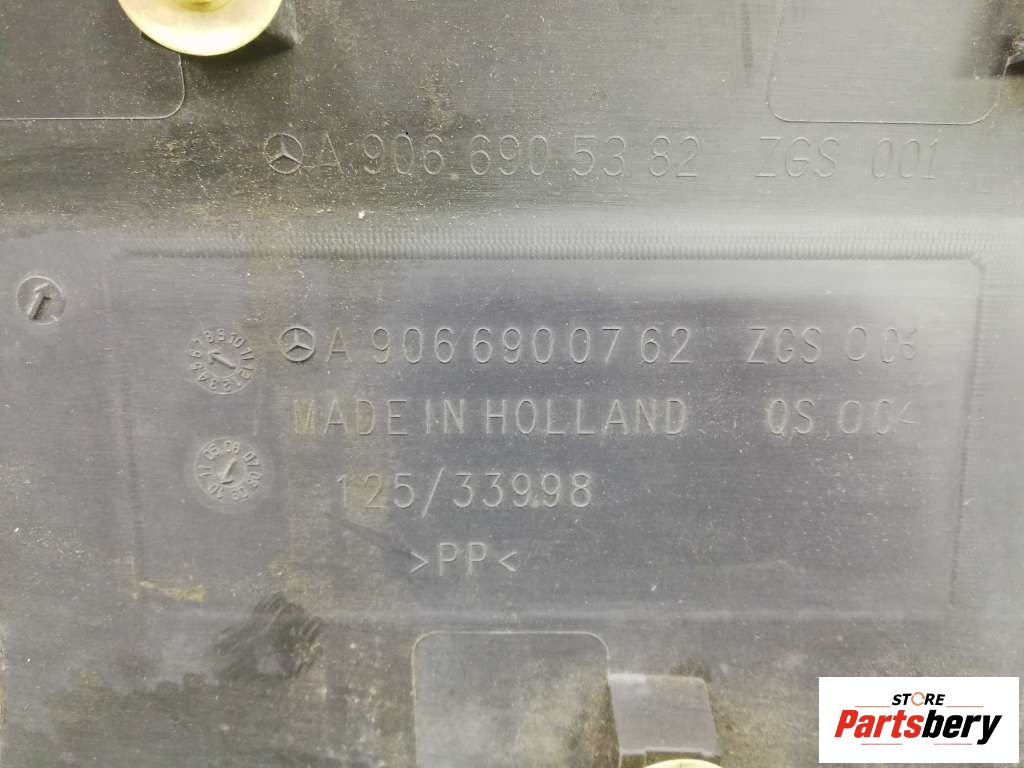 A 906 690 53 82 ZGS 001
A 906 690 07 62 ZGS 003
MADE IN HOLLAND QS 004
125/33998
>PP<
STORE
Partsbery